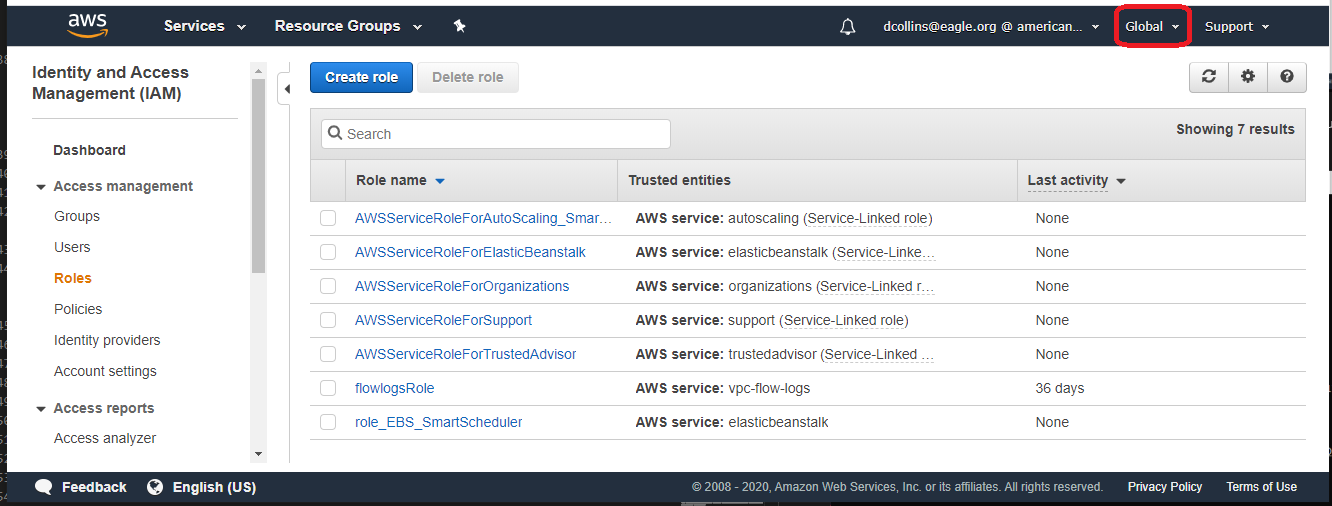 aws Services Resource Groups dcollins@eagle.org @ american... Global Support
Identity and Access
Management (IAM)
Dashboard
Access management
Groups
Users
Roles
Policies
Identity providers
Account settings
Access reports
Access analyzer
Create role Delete role
Search Showing 7 results
Role name Trusted entities Last activity
AWSServiceRoleForAutoScaling_Smar... AWS service: autoscaling (Service-Linked role) None
AWSServiceRoleForElasticBeanstalk AWS service: elasticbeanstalk (Service-Linke... None
AWSServiceRoleForOrganizations AWS service: organizations (Service-Linked r... None
AWSServiceRoleForSupport AWS service: support (Service-Linked role) None
AWSServiceRoleForTrustedAdvisor AWS service: trustedadvisor (Service-Linked ... None
flowlogsRole AWS service: vpc-flow-logs 36 days
role_EBS_SmartScheduler AWS service: elasticbeanstalk None
Feedback English (US) © 2008 - 2020, Amazon Web Services, Inc. or its affiliates. All rights reserved. Privacy Policy Terms of Use